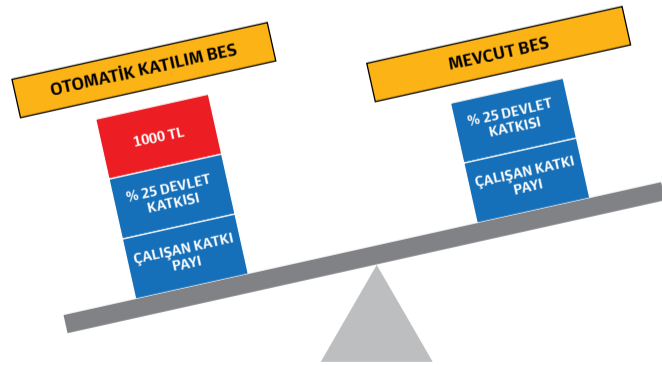 OTOMATİK KATILIM BES
1000 TL
% 25 DEVLET
KATKISI
ÇALIŞAN KATKI
PAYI
MEVCUT BES
% 25 DEVLET
KATKISI
ÇALIŞAN KATKI
PAYI